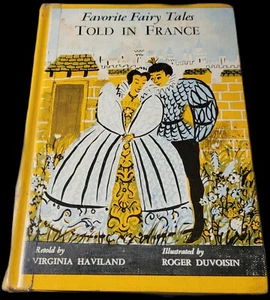 Favorite Fairy Tales
TOLD IN FRANCE
Retold by
VIRGINIA HAVILAND
Illustrated by
ROGER DUVOISIN